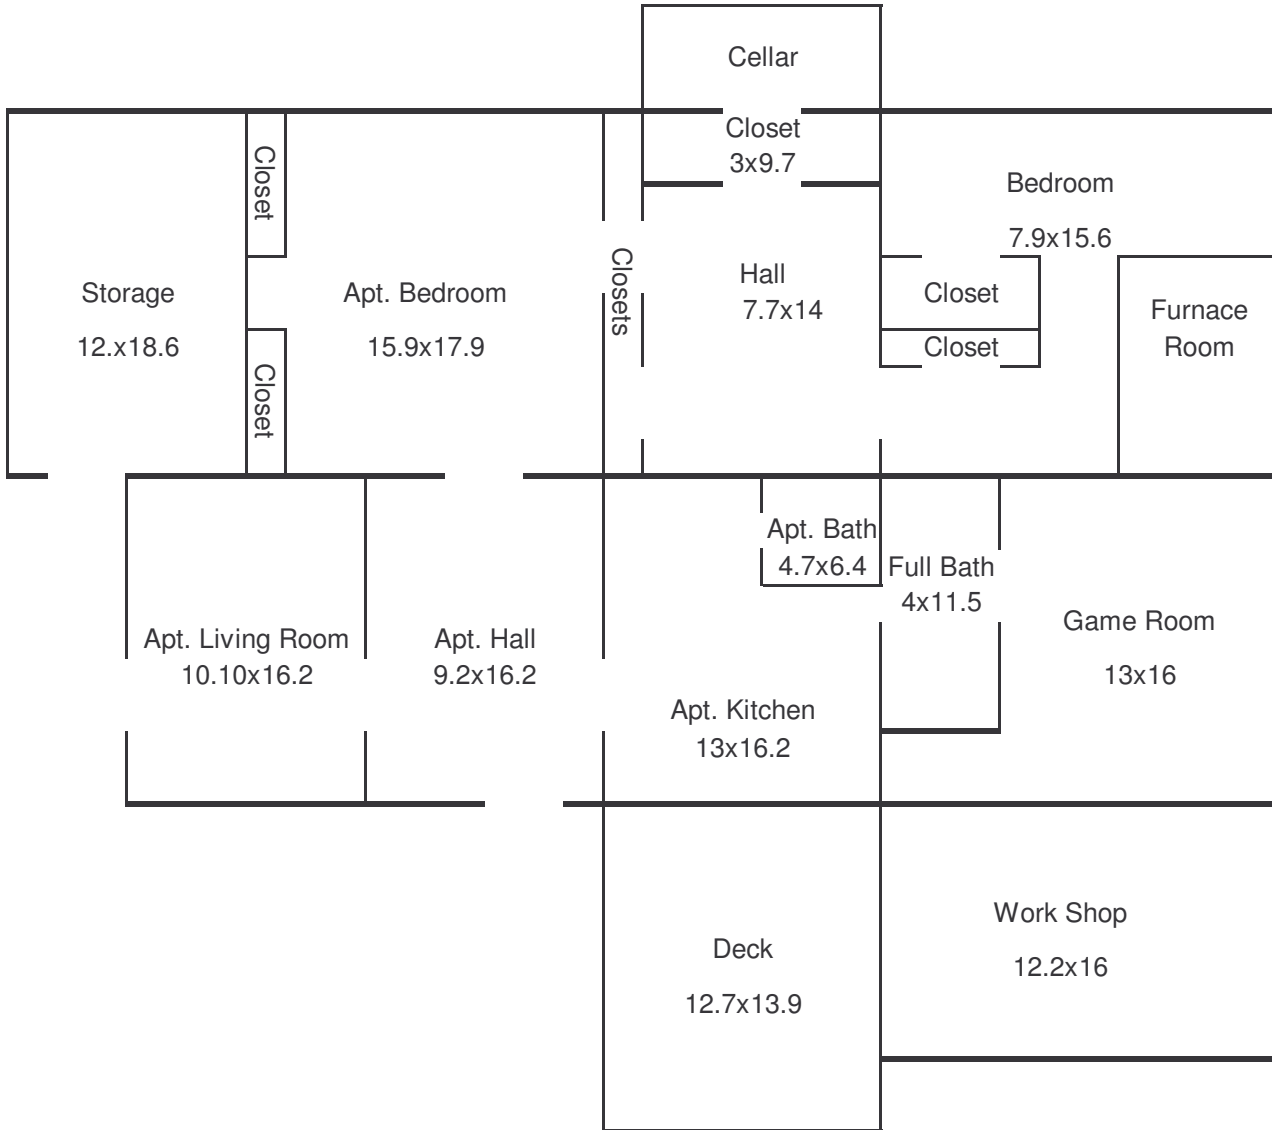 Cellar
Closet
3x9.7
Closet
Bedroom
7.9x15.6
Storage
12.x18.6
Apt. Bedroom
15.9x17.9
Closets
Hall
7.7x14
Closet
Closet
Furnace
Room
Closet
Apt. Bath
4.7x6.4
Full Bath
4x11.5
Game Room
13x16
Apt. Living Room
10.10x16.2
Apt. Hall
9.2x16.2
Apt. Kitchen
13x16.2
Work Shop
12.2x16
Deck
12.7x13.9